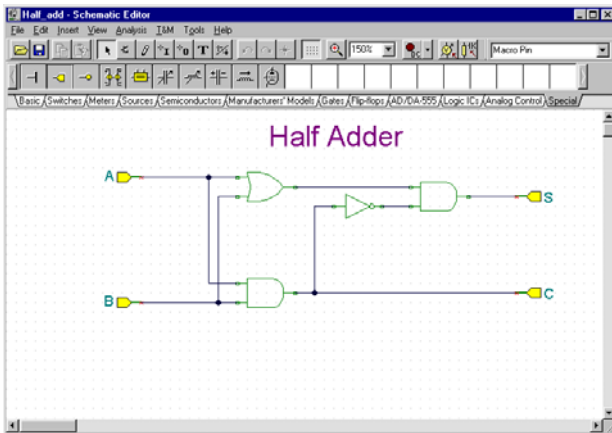 Half_add - Schematic Editor
File Edit Insert View Analysis T&M Tools Help
150% Macro Pin
Basic Switches Meters Sources Semiconductors Manufacturers' Models Gates Flip-flops AD/DA-555 Logic ICs Analog Control Special
Half Adder
A
S
B
C